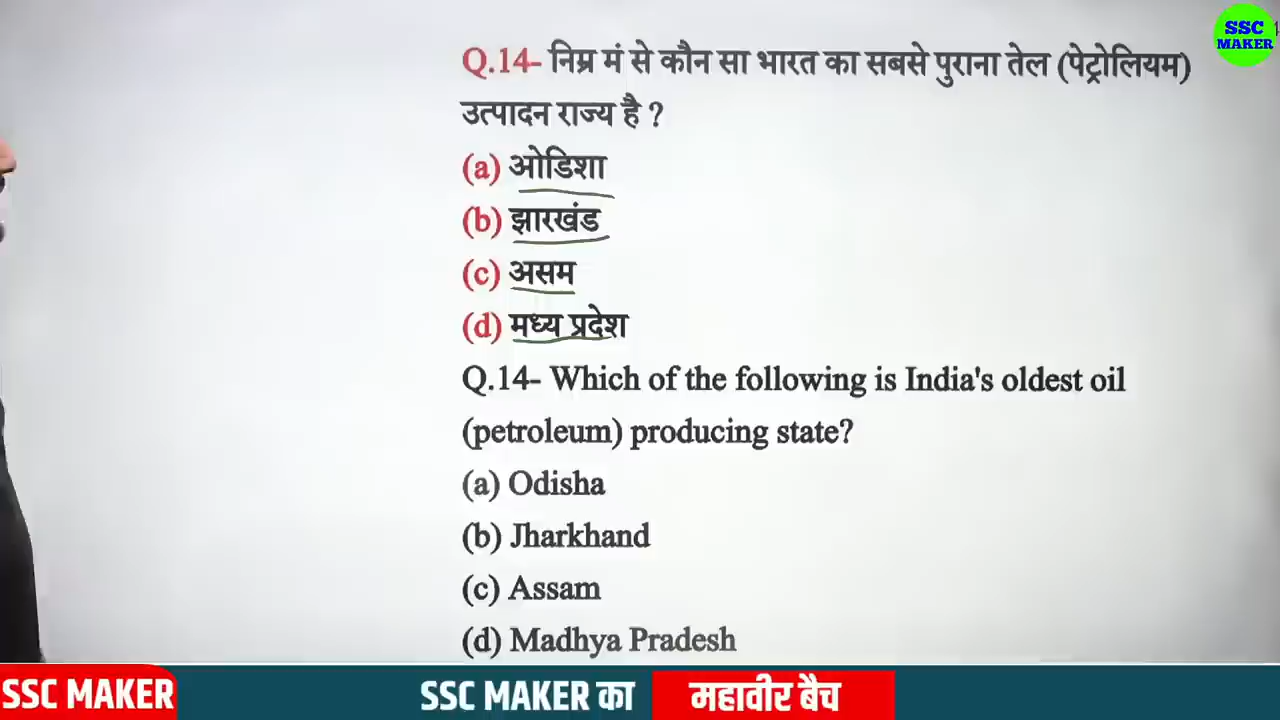 SSC
MAKER
Q.14- निम्र मं से कौन सा भारत का सबसे पुराना तेल (पेट्रोलियम)
उत्पादन राज्य है ?
(a) ओडिशा
(b) झारखंड
(c) असम
(d) मध्य प्रदेश
Q.14- Which of the following is India's oldest oil
(petroleum) producing state?
(a) Odisha
(b) Jharkhand
(c) Assam
(d) Madhya Pradesh
SSC MAKER SSC MAKER का महावीर बैच